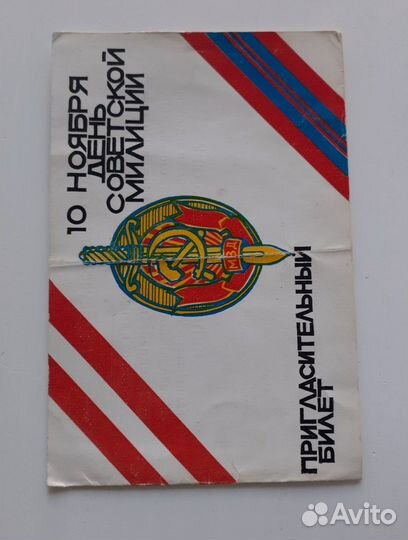 10 НОЯБРЯ
ДЕНЬ
СОВЕТСКОЙ
МИЛИЦИИ
МВД
ПРИГЛАСИТЕЛЬНЫЙ
БИЛЕТ
Avito